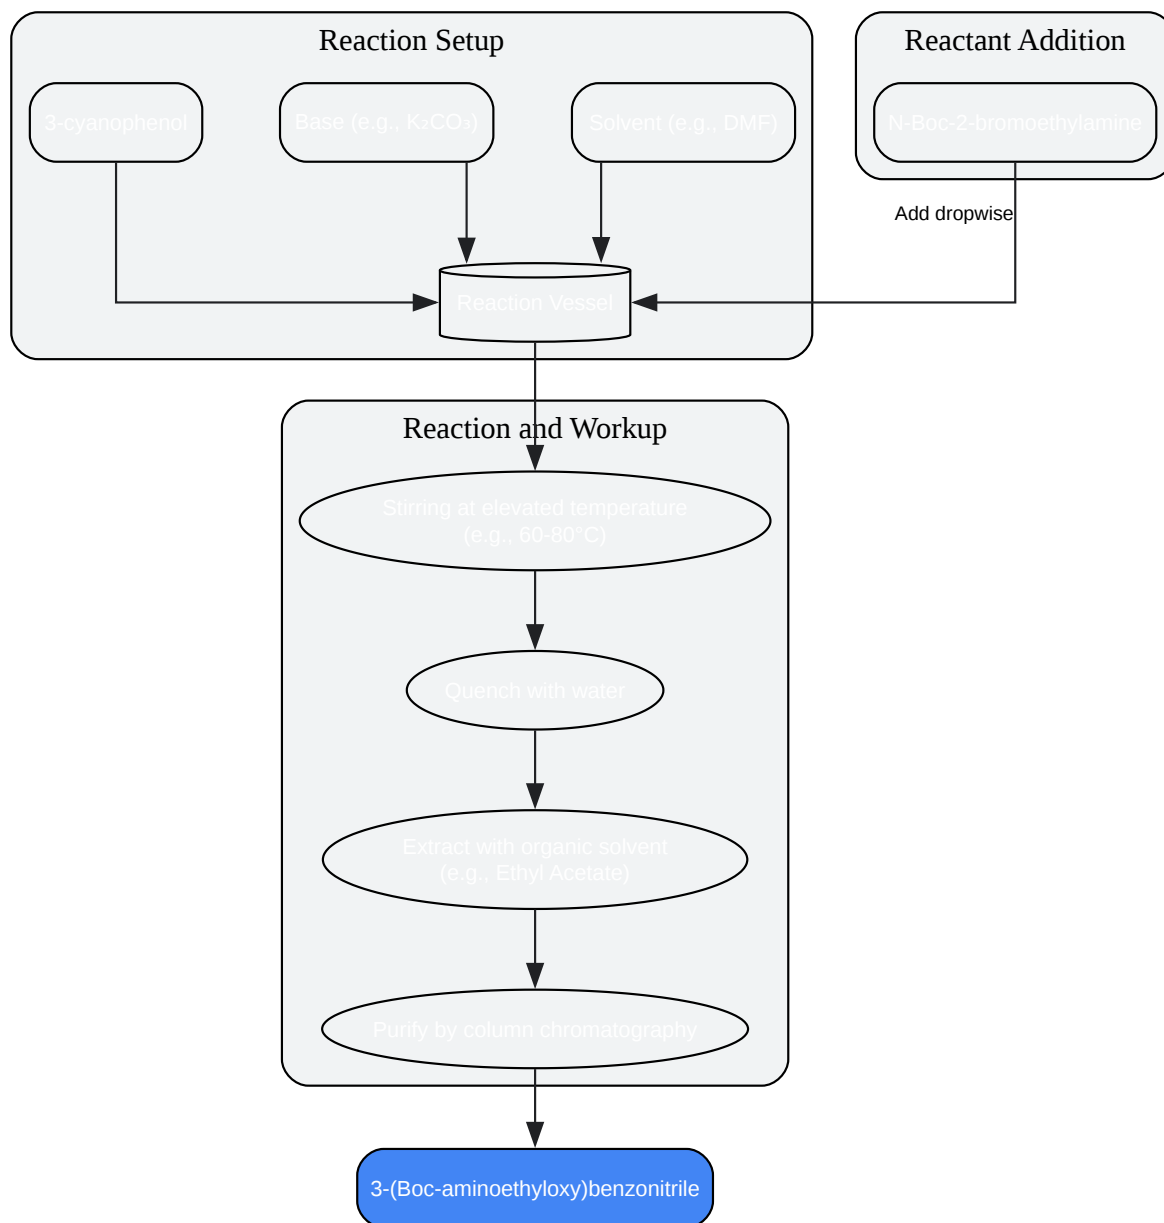 Reaction Setup
Reactant Addition
3-cyanophenol
Base (e.g., K₂CO₃)
Solvent (e.g., DMF)
N-Boc-2-bromoethylamine
Add dropwise
Reaction Vessel
Reaction and Workup
Stirring at elevated temperature
(e.g., 60-80°C)
Quench with water
Extract with organic solvent
(e.g., Ethyl Acetate)
Purify by column chromatography
3-(Boc-aminoethyloxy)benzonitrile